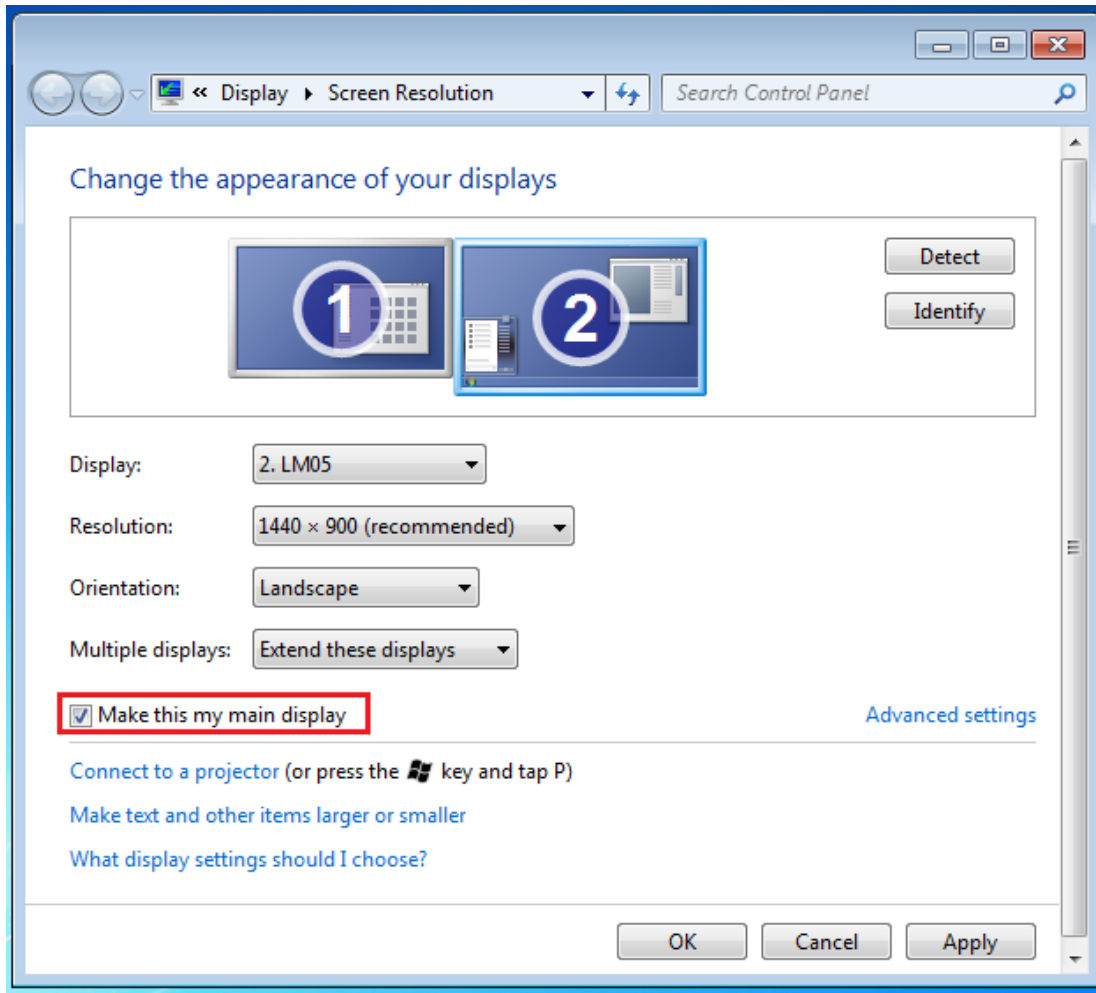 « Display ▸ Screen Resolution
Search Control Panel
Change the appearance of your displays
1
2
Detect
Identify
Display:
2. LM05
Resolution:
1440 × 900 (recommended)
Orientation:
Landscape
Multiple displays:
Extend these displays
Make this my main display
Advanced settings
Connect to a projector (or press the key and tap P)
Make text and other items larger or smaller
What display settings should I choose?
OK
Cancel
Apply